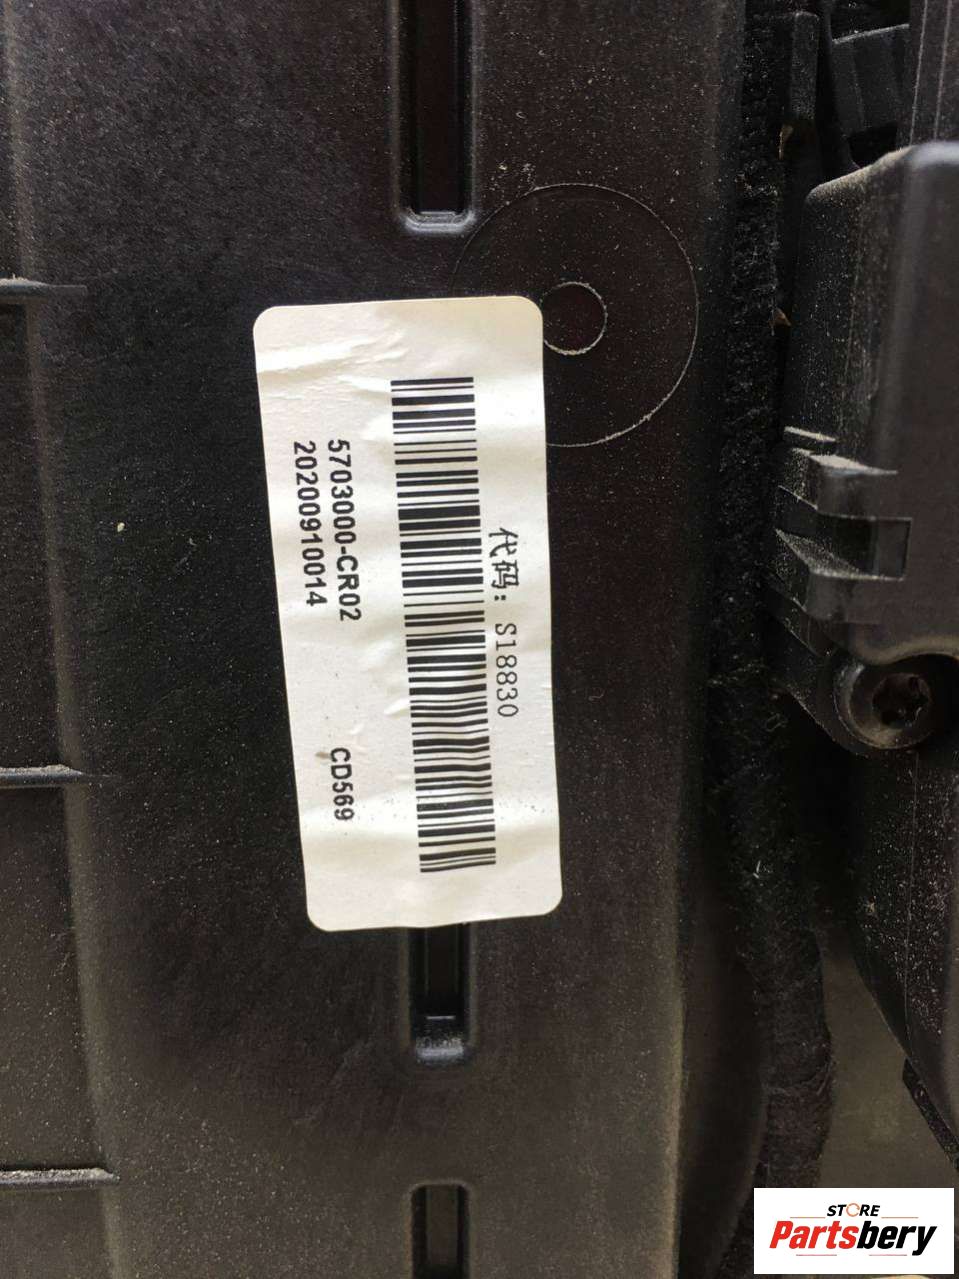 代码: S18830
5703000-CR02 CD569
20200910014
STORE
Partsbery